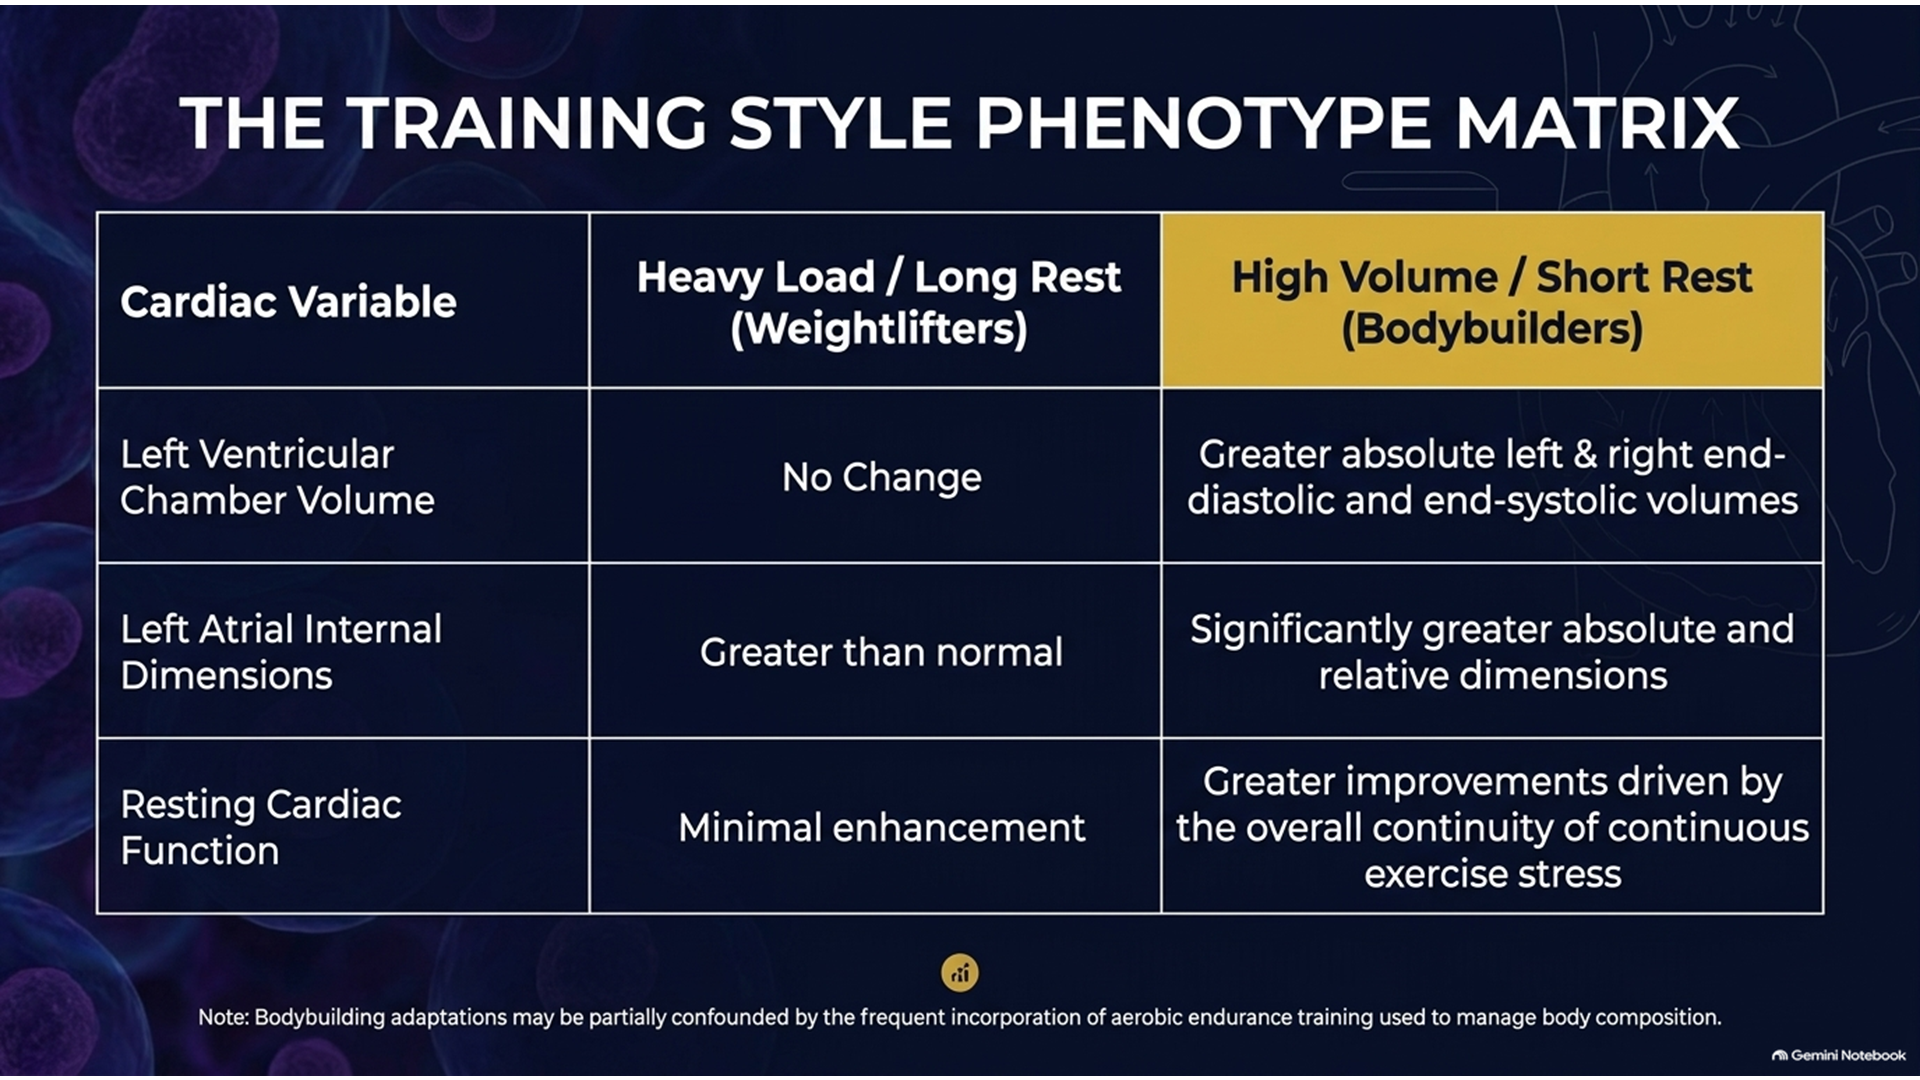 THE TRAINING STYLE PHENOTYPE MATRIX
Cardiac Variable
Heavy Load / Long Rest
(Weightlifters)
High Volume / Short Rest
(Bodybuilders)
Left Ventricular
Chamber Volume
No Change
Greater absolute left & right end-
diastolic and end-systolic volumes
Left Atrial Internal
Dimensions
Greater than normal
Significantly greater absolute and
relative dimensions
Resting Cardiac
Function
Minimal enhancement
Greater improvements driven by
the overall continuity of continuous
exercise stress
Note: Bodybuilding adaptations may be partially confounded by the frequent incorporation of aerobic endurance training used to manage body composition.
Gemini Notebook